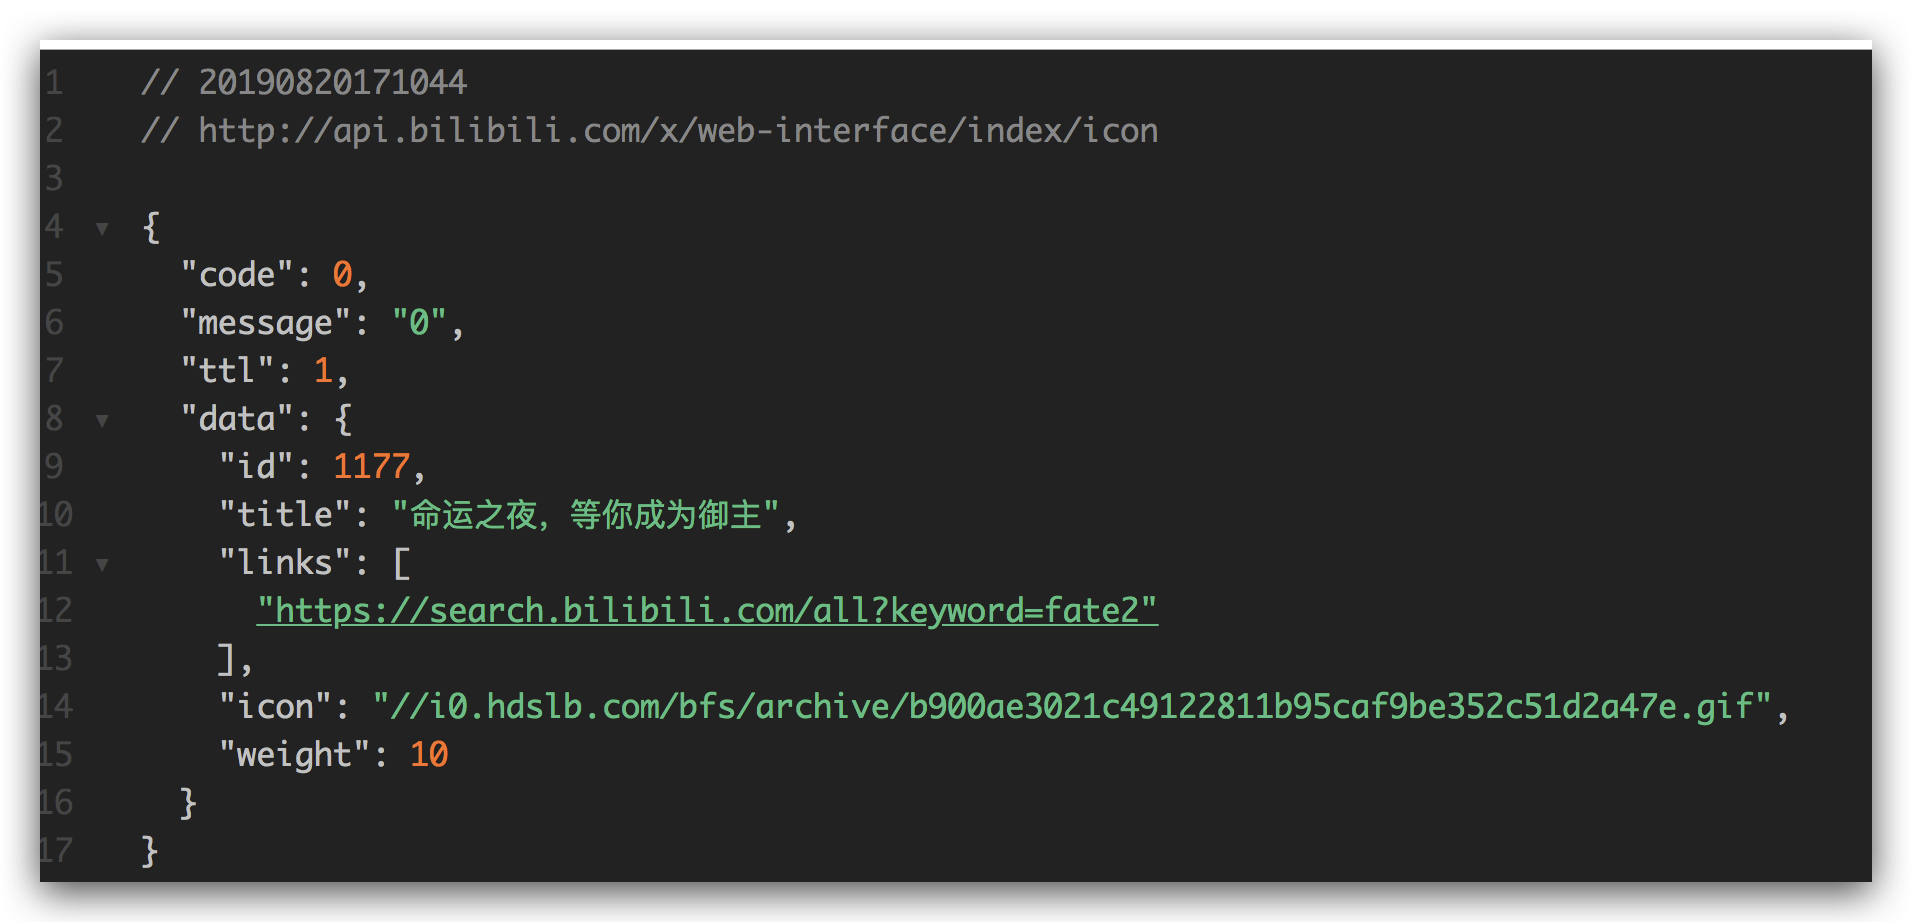 1 // 20190820171044
2 // http://api.bilibili.com/x/web-interface/index/icon
3
4 {
5 "code": 0,
6 "message": "0",
7 "ttl": 1,
8 "data": {
9 "id": 1177,
10 "title": "命运之夜，等你成为御主",
11 "links": [
12 "https://search.bilibili.com/all?keyword=fate2"
13 ],
14 "icon": "//i0.hdslb.com/bfs/archive/b900ae3021c49122811b95caf9be352c51d2a47e.gif",
15 "weight": 10
16 }
17 }